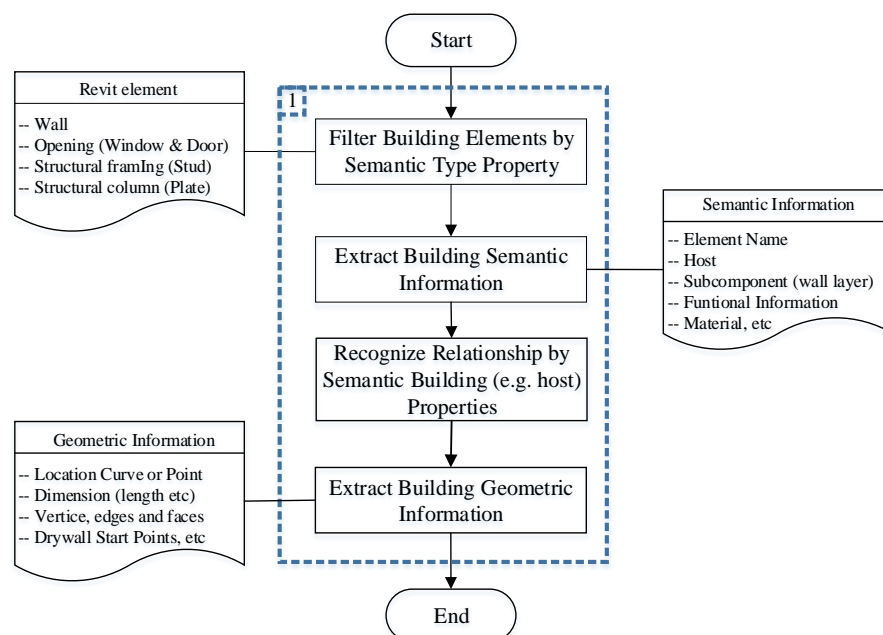 Start
Revit element
-- Wall
-- Opening (Window & Door)
-- Structural framIng (Stud)
-- Structural column (Plate)
1
Filter Building Elements by
Semantic Type Property
Semantic Information
-- Element Name
-- Host
-- Subcomponent (wall layer)
-- Funtional Information
-- Material, etc
Extract Building Semantic
Information
Recognize Relationship by
Semantic Building (e.g. host)
Properties
Geometric Information
-- Location Curve or Point
-- Dimension (length etc)
-- Vertice, edges and faces
-- Drywall Start Points, etc
Extract Building Geometric
Information
End